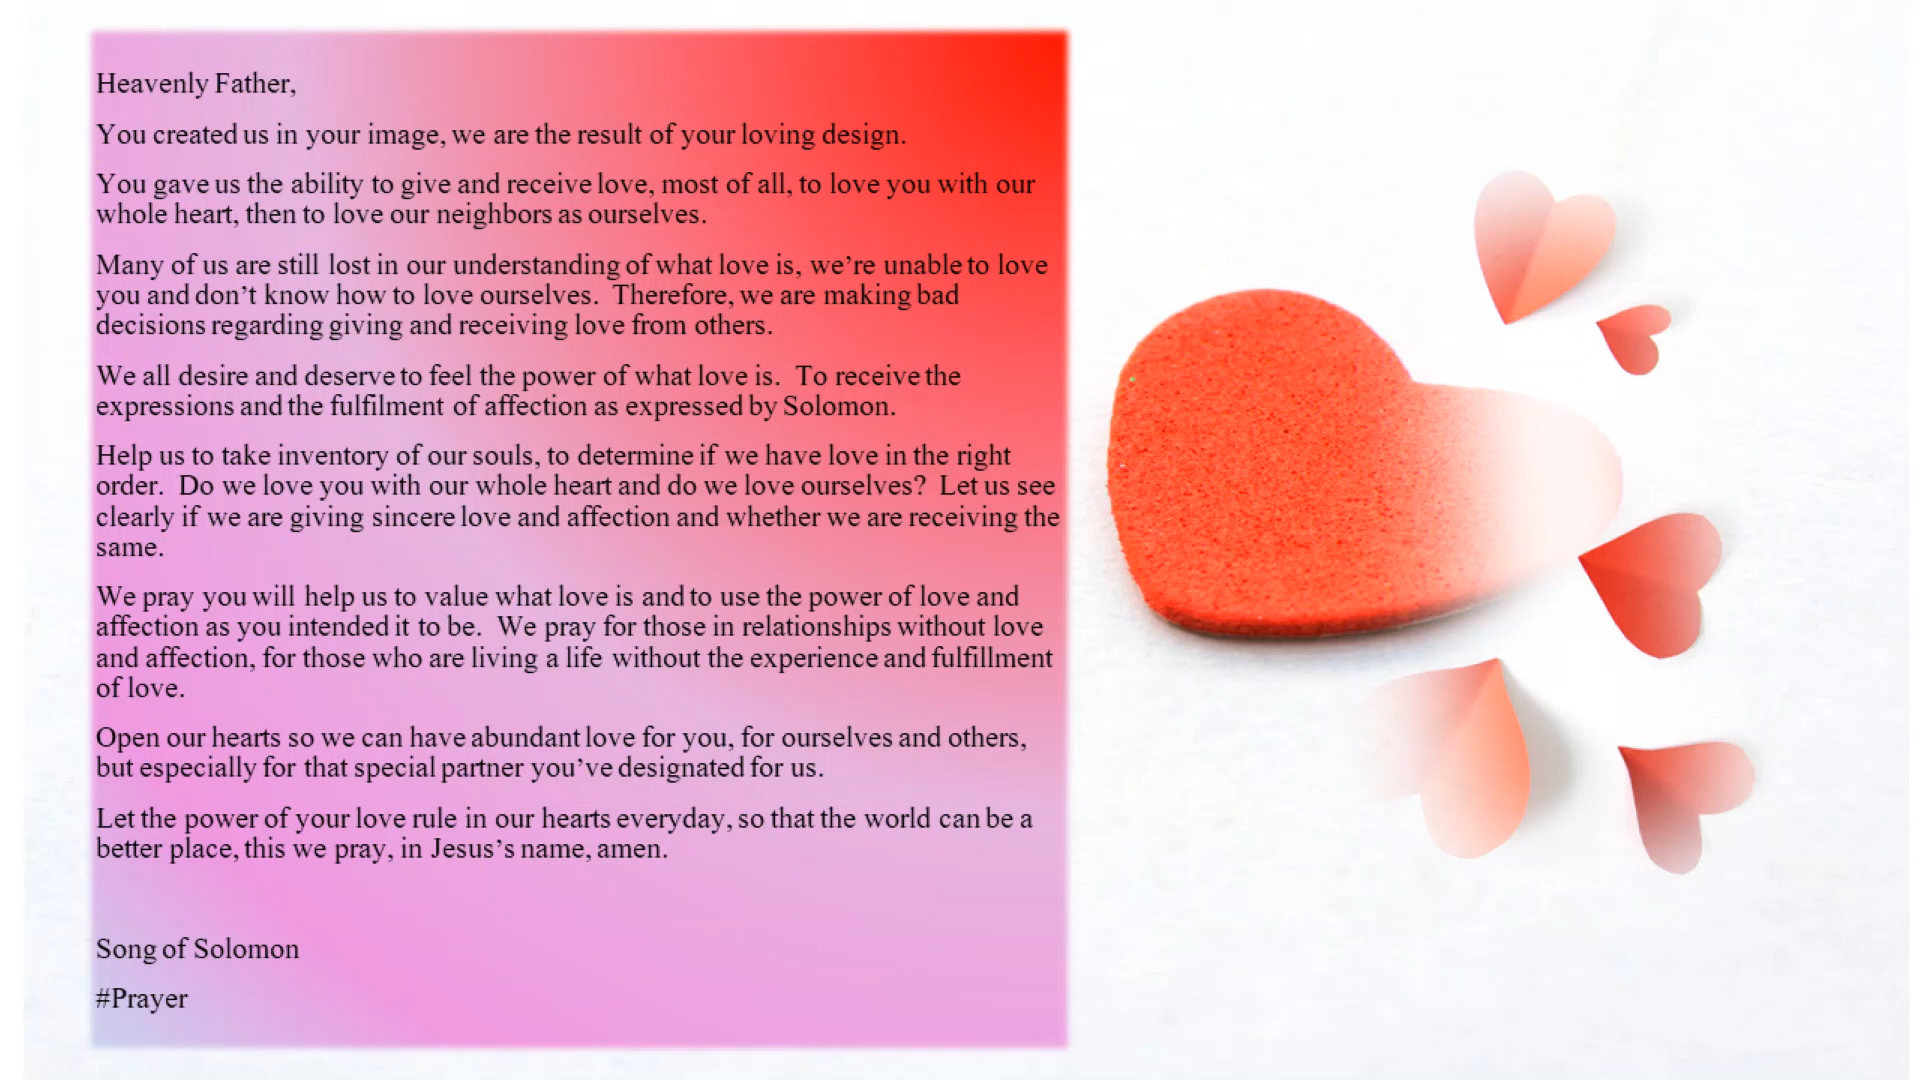 Heavenly Father,
You created us in your image, we are the result of your loving design.
You gave us the ability to give and receive love, most of all, to love you with our
whole heart, then to love our neighbors as ourselves.
Many of us are still lost in our understanding of what love is, we’re unable to love
you and don’t know how to love ourselves.  Therefore, we are making bad
decisions regarding giving and receiving love from others.
We all desire and deserve to feel the power of what love is.  To receive the
expressions and the fulfilment of affection as expressed by Solomon.
Help us to take inventory of our souls, to determine if we have love in the right
order.  Do we love you with our whole heart and do we love ourselves?  Let us see
clearly if we are giving sincere love and affection and whether we are receiving the
same.
We pray you will help us to value what love is and to use the power of love and
affection as you intended it to be.  We pray for those in relationships without love
and affection, for those who are living a life without the experience and fulfillment
of love.
Open our hearts so we can have abundant love for you, for ourselves and others,
but especially for that special partner you’ve designated for us.
Let the power of your love rule in our hearts everyday, so that the world can be a
better place, this we pray, in Jesus’s name, amen.
Song of Solomon
#Prayer